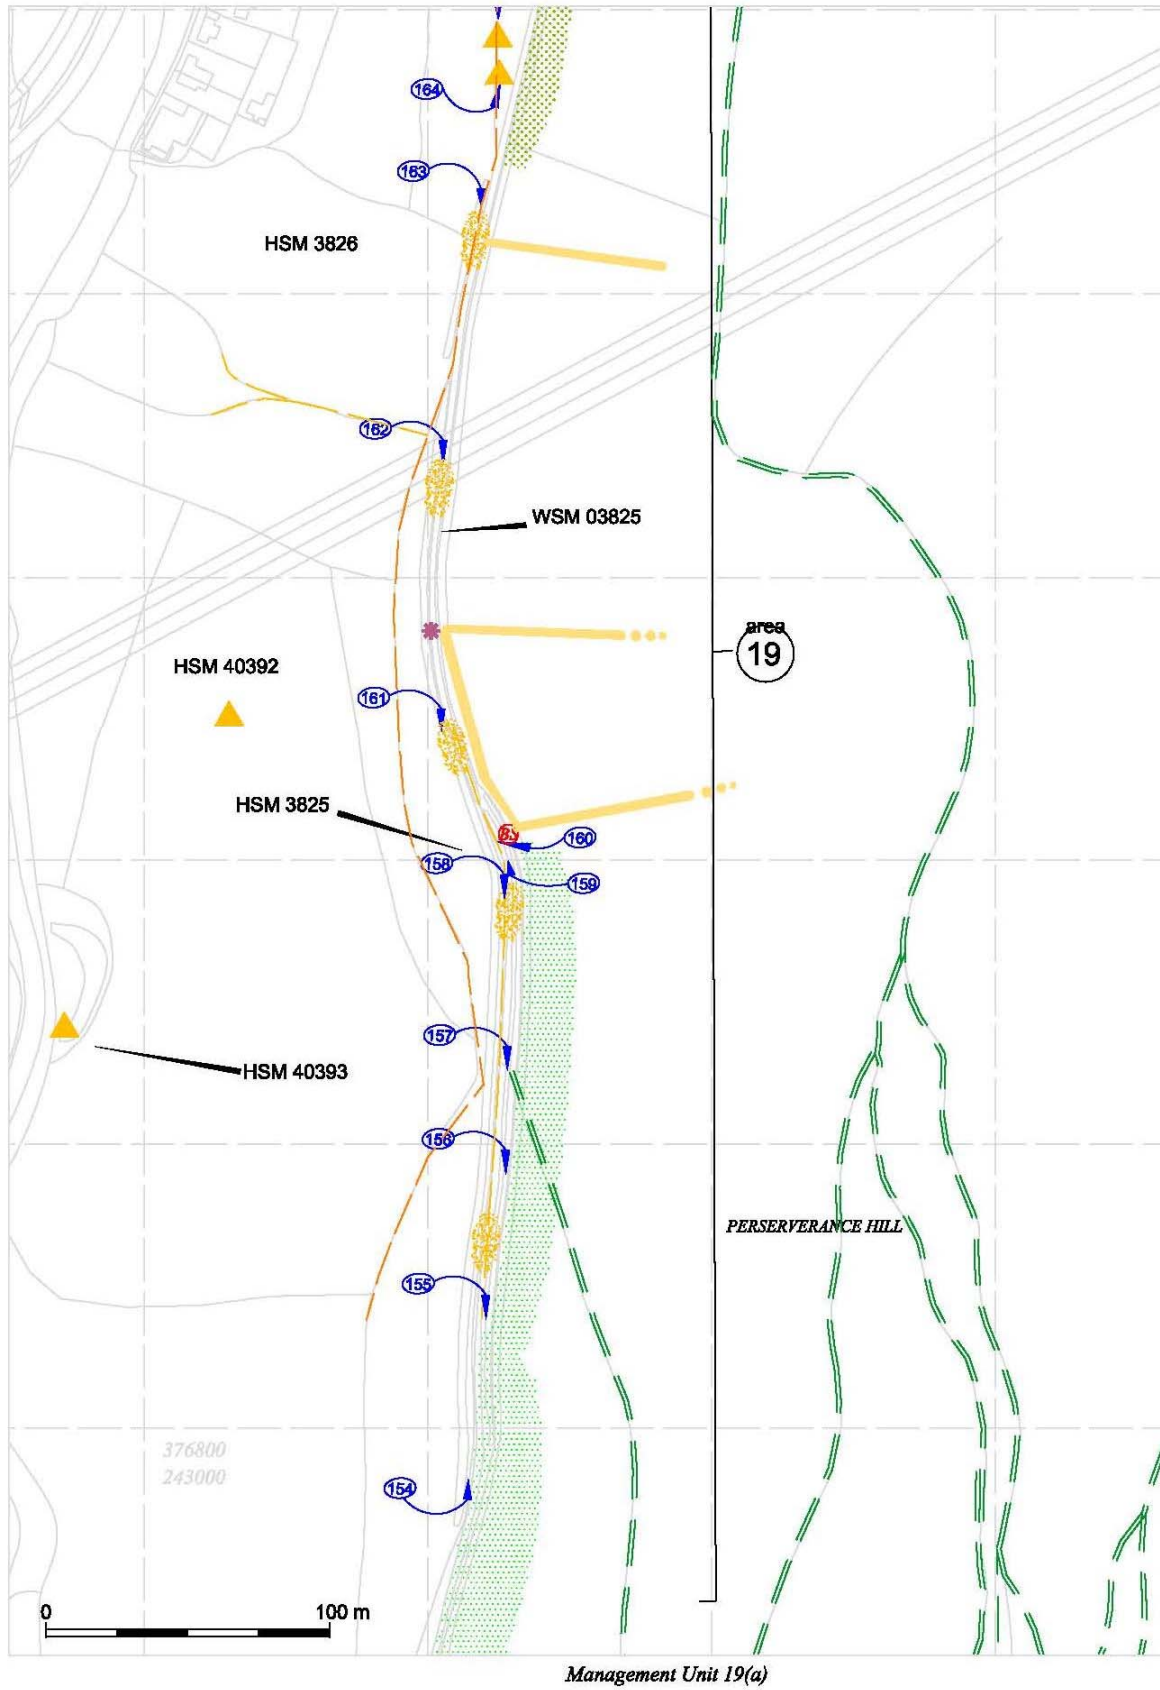 164
163
HSM 3826
162
WSM 03825
area
19
HSM 40392
161
HSM 3825
160
158
159
157
HSM 40393
156
PERSERVERANCE HILL
155
376800
243000
154
0 100 m
Management Unit 19(a)